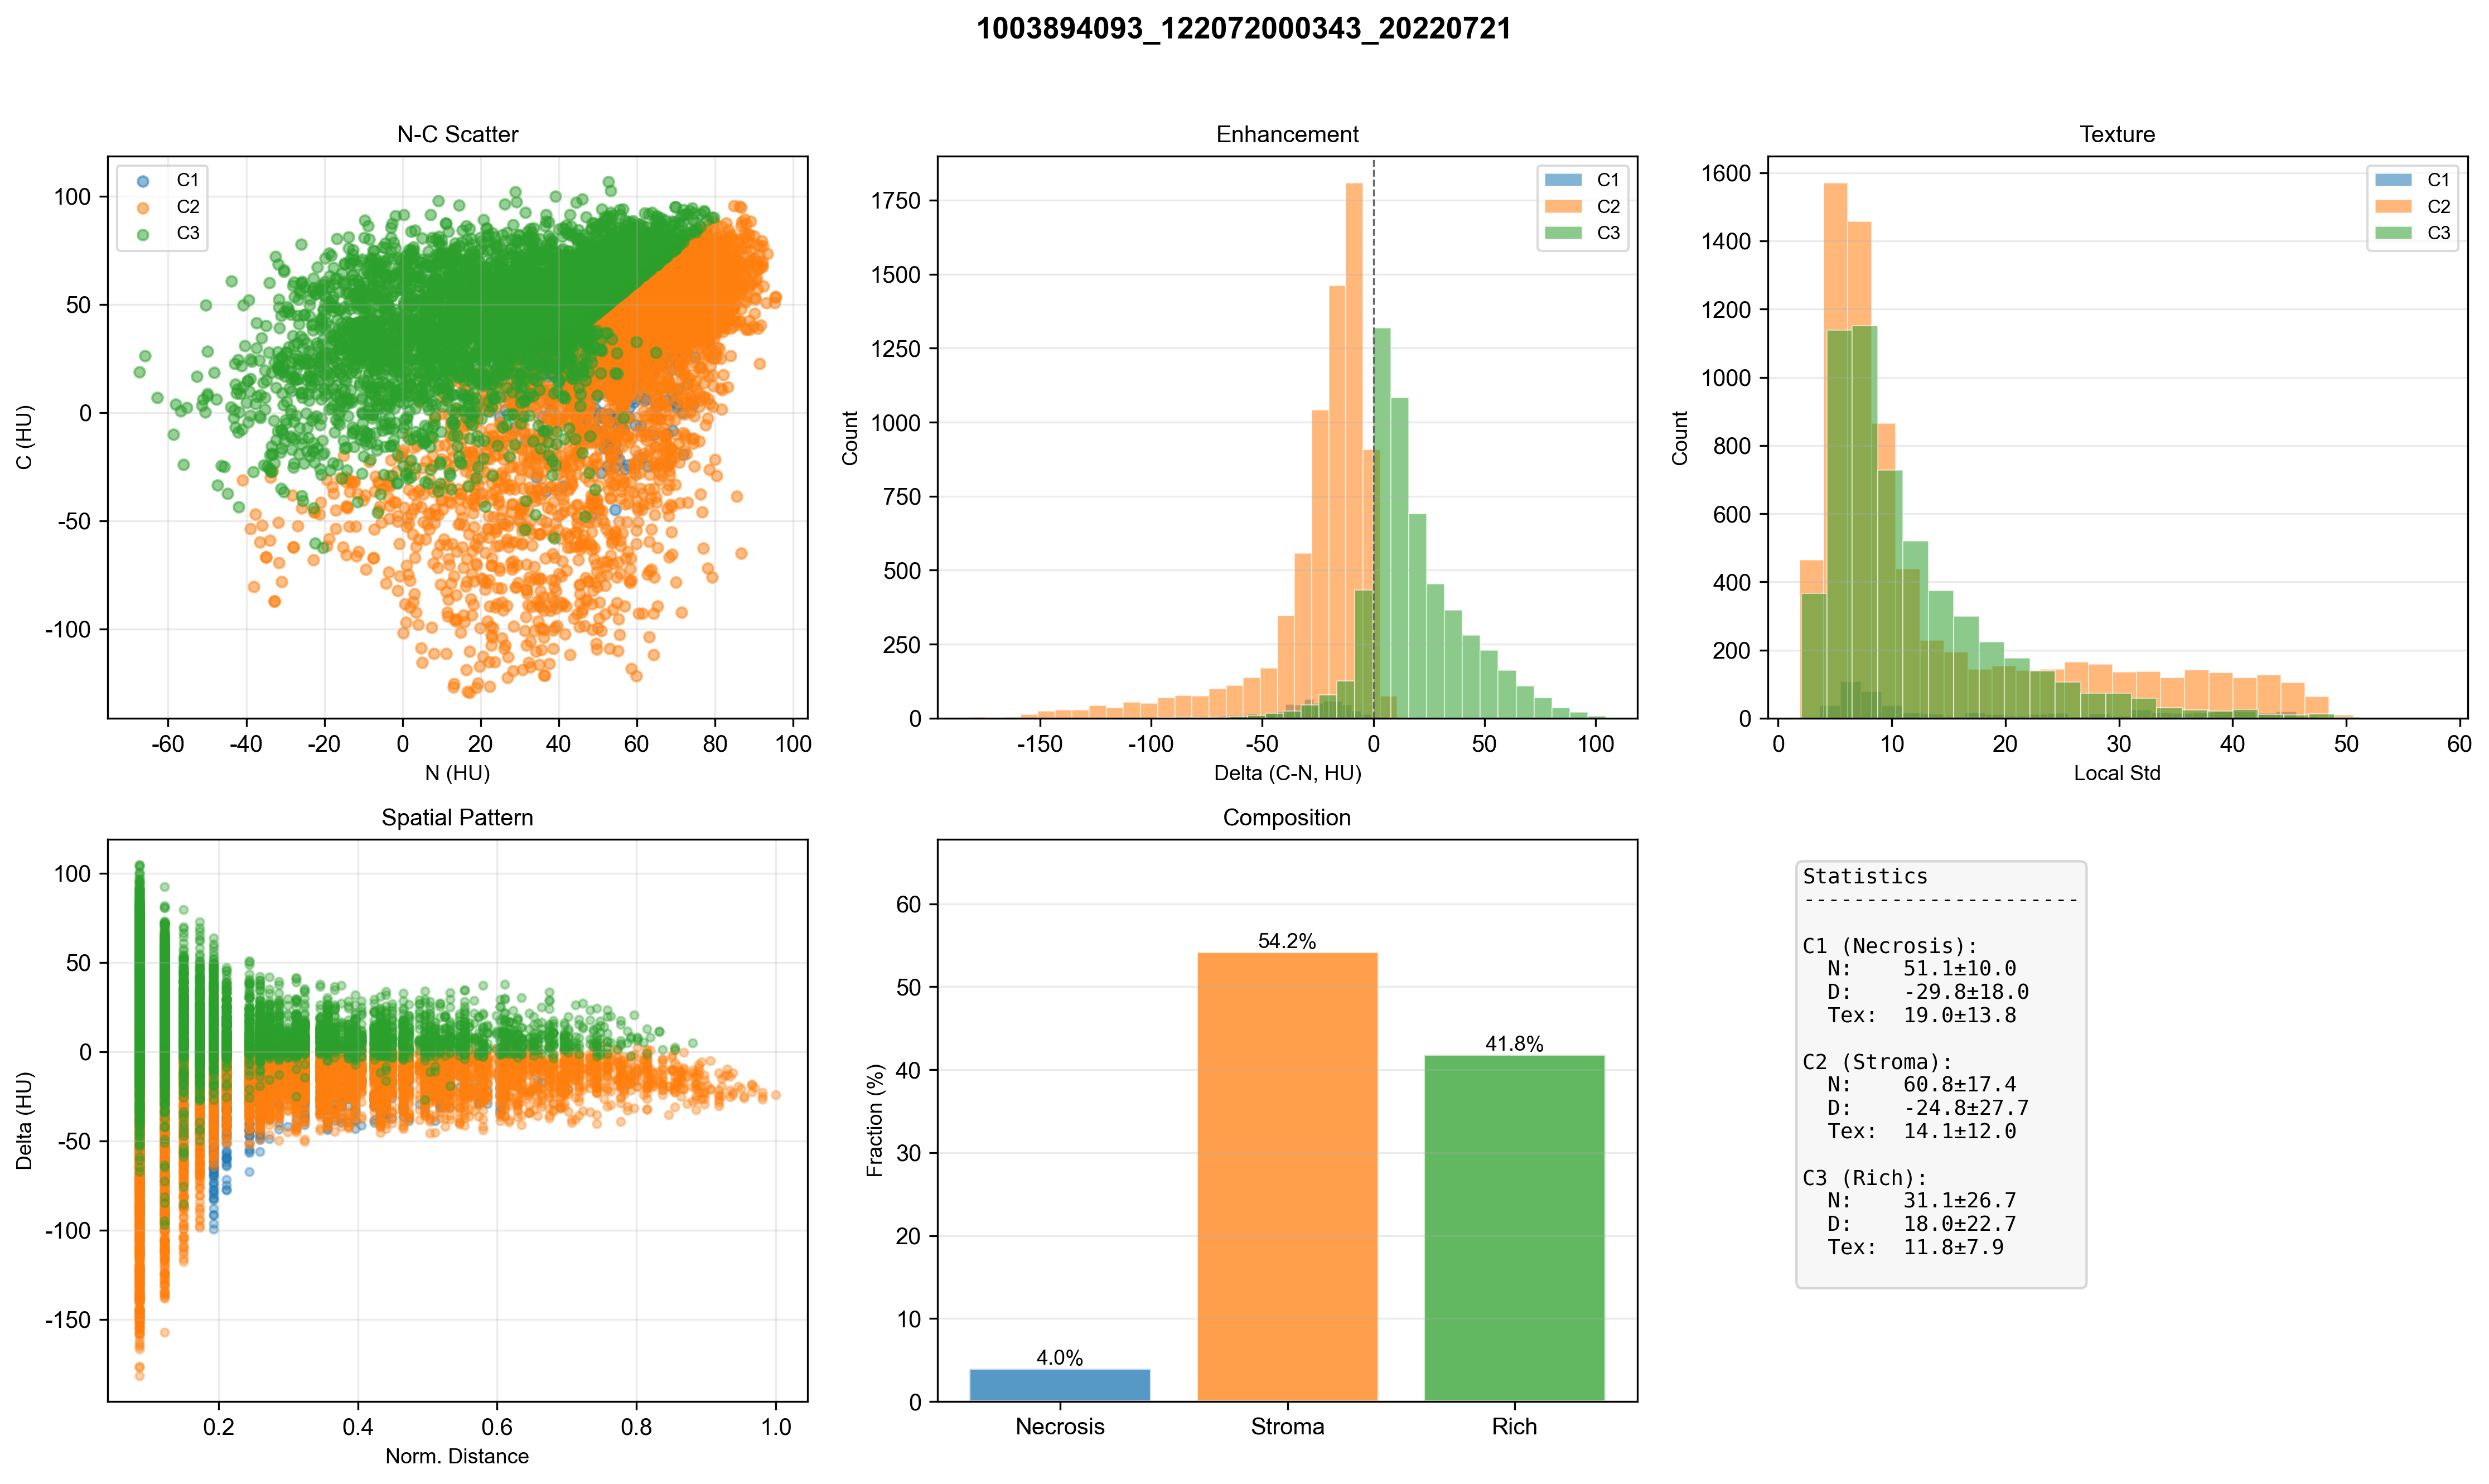 1003894093_122072000343_20220721
N-C Scatter
C1
C2
C3
100
50
0
-50
-100
C (HU)
-60 -40 -20 0 20 40 60 80 100
N (HU)
Enhancement
C1
C2
C3
1750
1500
1250
1000
750
500
250
0
Count
-150 -100 -50 0 50 100
Delta (C-N, HU)
Texture
C1
C2
C3
1600
1400
1200
1000
800
600
400
200
0
Count
0 10 20 30 40 50 60
Local Std
Spatial Pattern
100
50
0
-50
-100
-150
Delta (HU)
0.2 0.4 0.6 0.8 1.0
Norm. Distance
Composition
60
50
40
30
20
10
0
Fraction (%)
4.0%
54.2%
41.8%
Necrosis Stroma Rich
Statistics
----------------------
C1 (Necrosis):
N: 51.1±10.0
D: -29.8±18.0
Tex: 19.0±13.8
C2 (Stroma):
N: 60.8±17.4
D: -24.8±27.7
Tex: 14.1±12.0
C3 (Rich):
N: 31.1±26.7
D: 18.0±22.7
Tex: 11.8±7.9